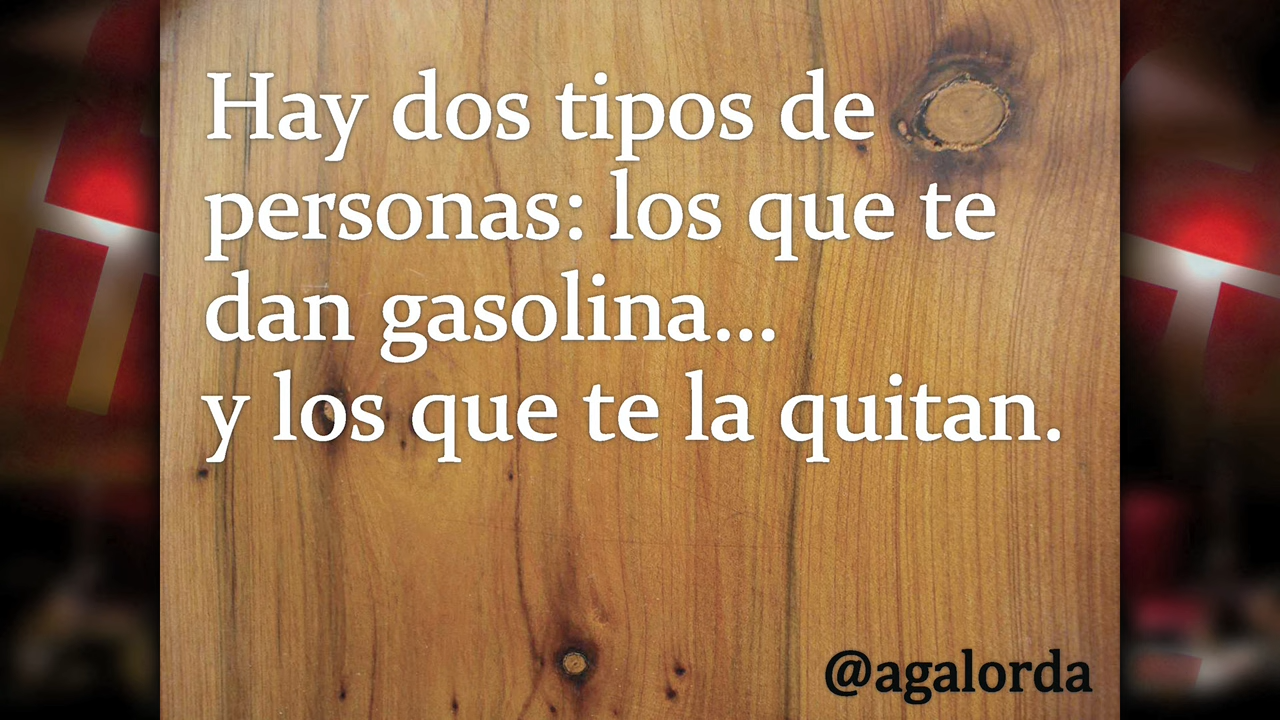 Hay dos tipos de
personas: los que te
dan gasolina...
y los que te la quitan.
@agalorda